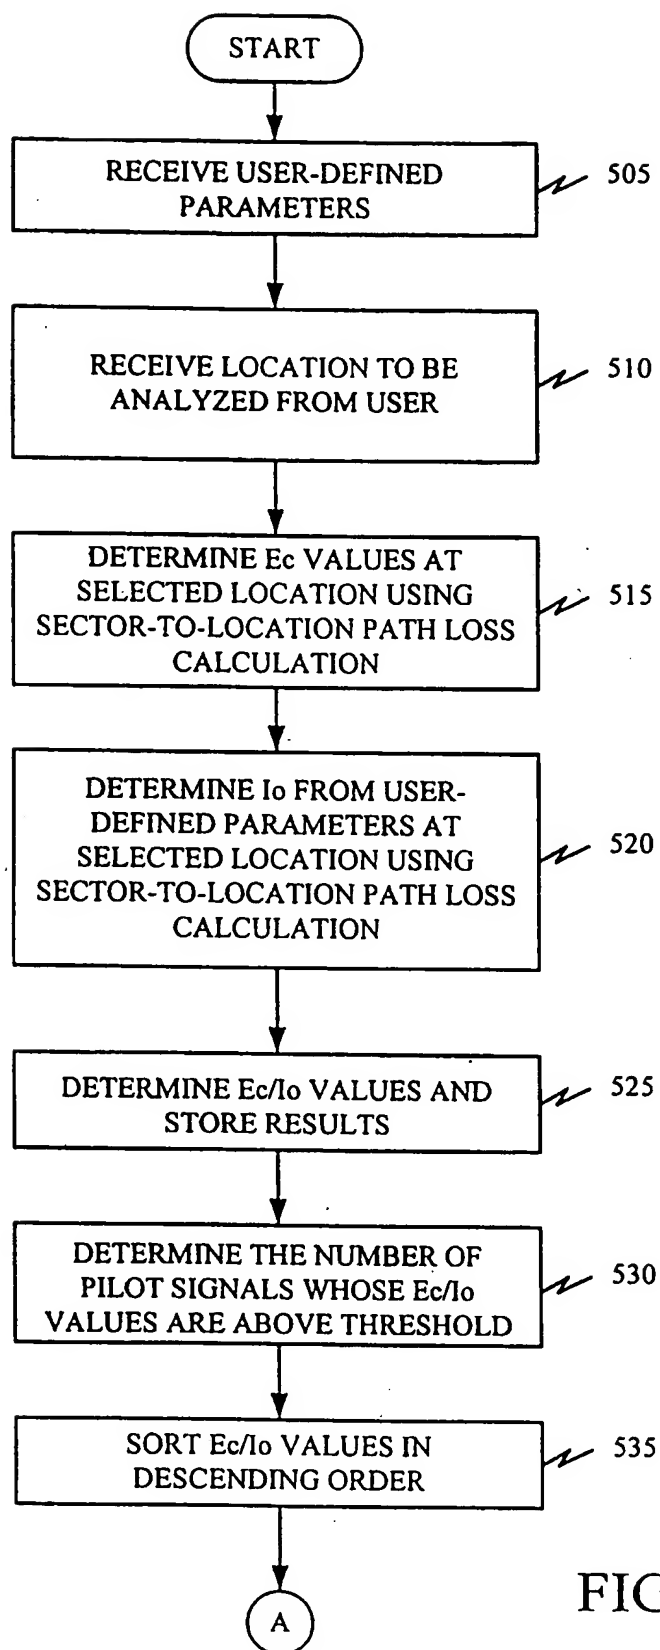 START
RECEIVE USER-DEFINED
PARAMETERS
505
RECEIVE LOCATION TO BE
ANALYZED FROM USER
510
DETERMINE Ec VALUES AT
SELECTED LOCATION USING
SECTOR-TO-LOCATION PATH LOSS
CALCULATION
515
DETERMINE Io FROM USER-
DEFINED PARAMETERS AT
SELECTED LOCATION USING
SECTOR-TO-LOCATION PATH LOSS
CALCULATION
520
DETERMINE Ec/Io VALUES AND
STORE RESULTS
525
DETERMINE THE NUMBER OF
PILOT SIGNALS WHOSE Ec/Io
VALUES ARE ABOVE THRESHOLD
530
SORT Ec/Io VALUES IN
DESCENDING ORDER
535
A
FIG